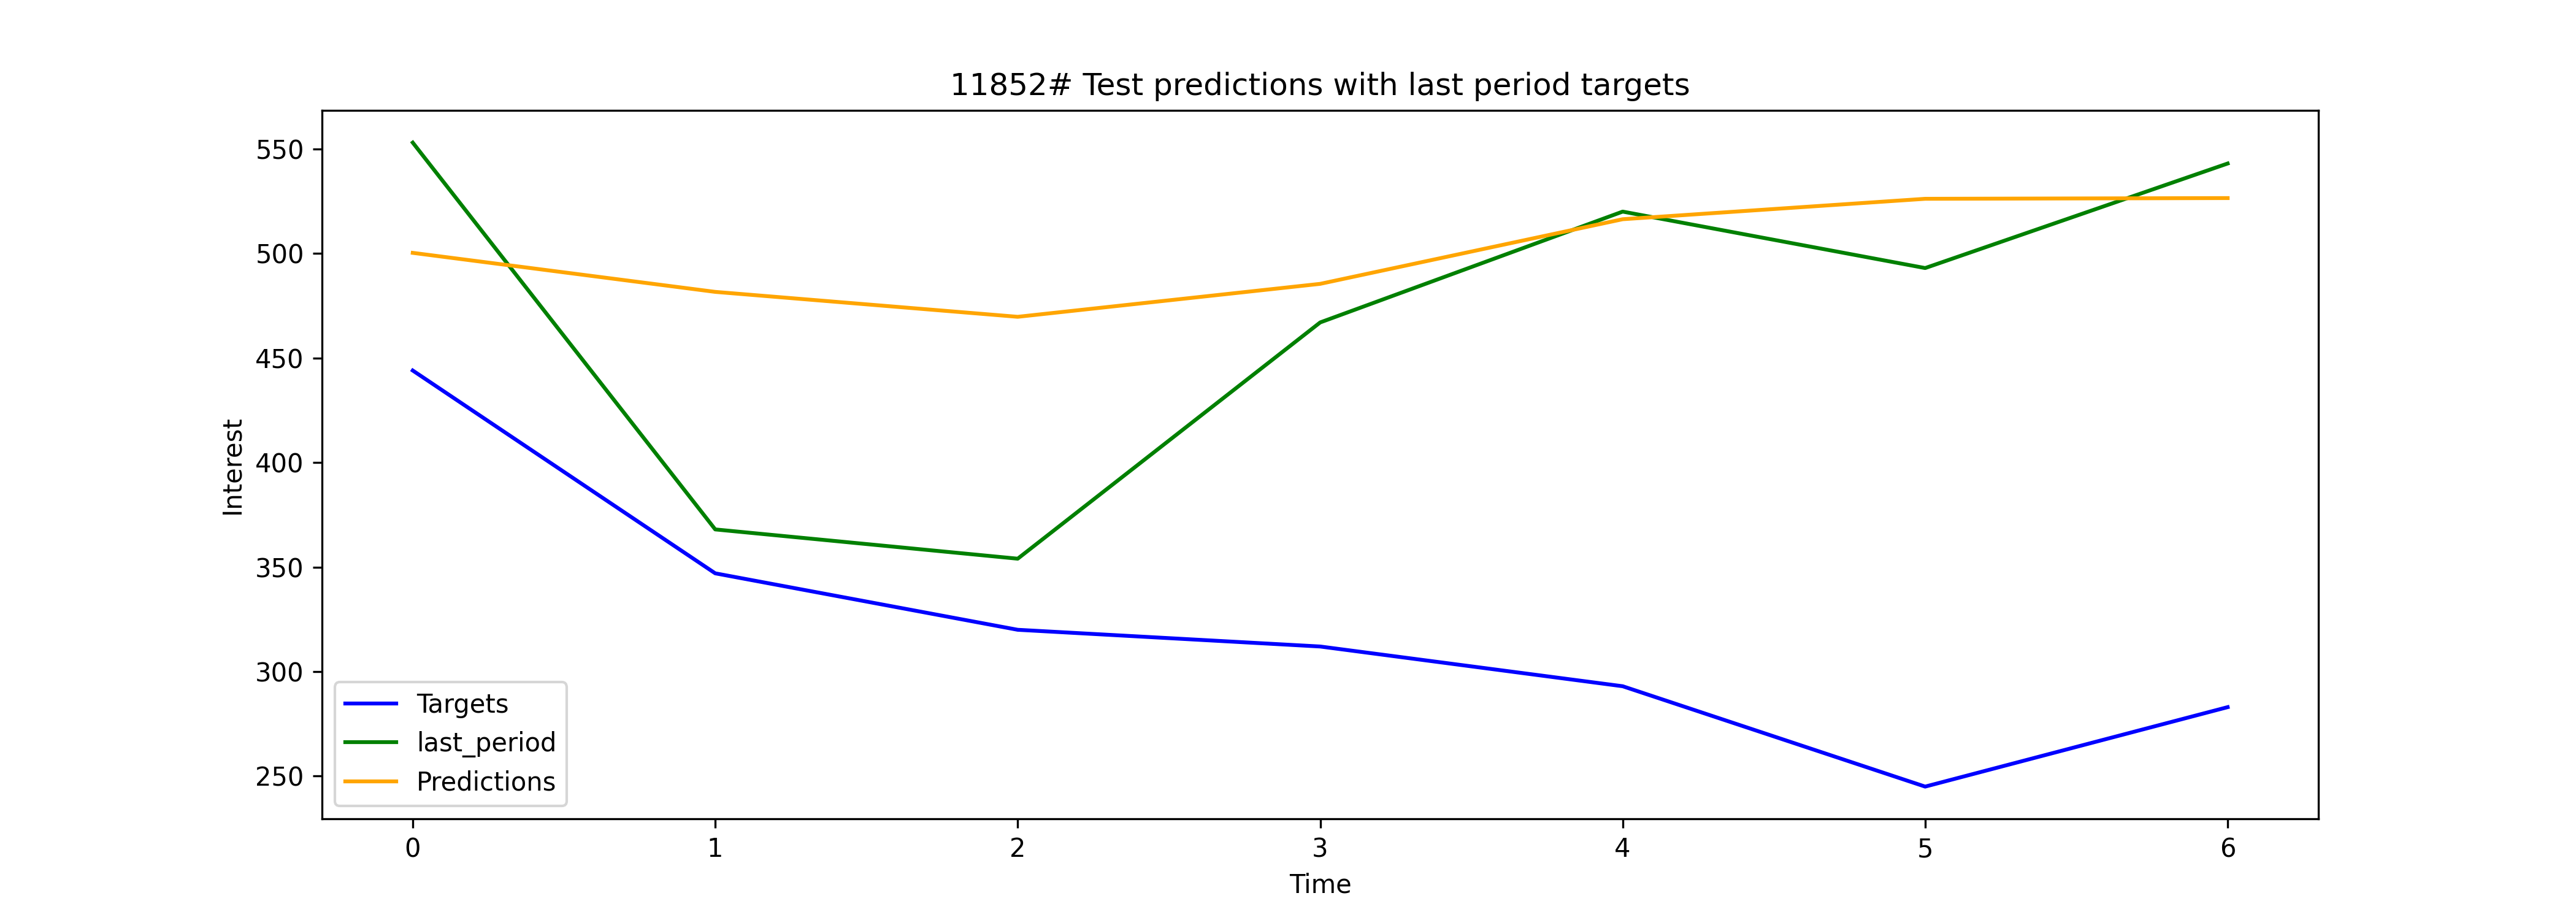 11852# Test predictions with last period targets
550
500
450
400
350
300
250
Interest
Targets
last_period
Predictions
0 1 2 3 4 5 6
Time